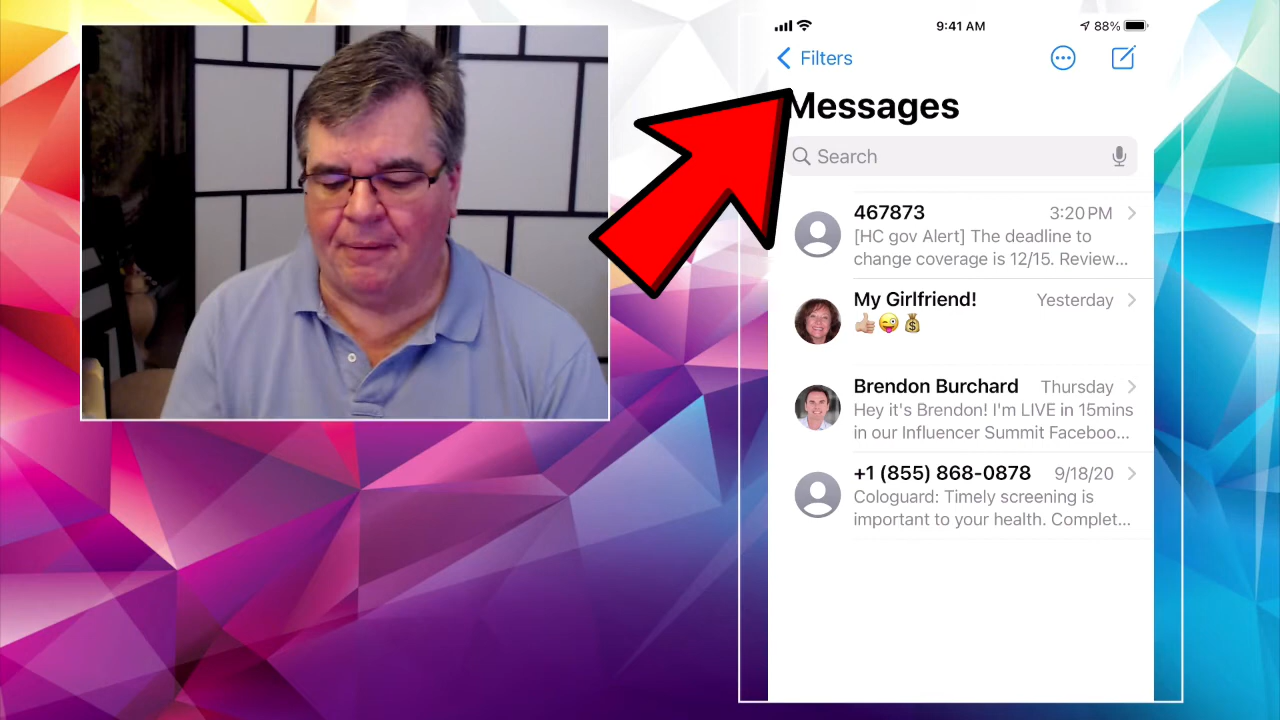 9:41 AM
88%
Filters
Messages
Search
467873 3:20 PM
[HC gov Alert] The deadline to
change coverage is 12/15. Review...
My Girlfriend! Yesterday
Brendon Burchard Thursday
Hey it's Brendon! I'm LIVE in 15mins
in our Influencer Summit Faceboo...
+1 (855) 868-0878 9/18/20
Cologuard: Timely screening is
important to your health. Complet...